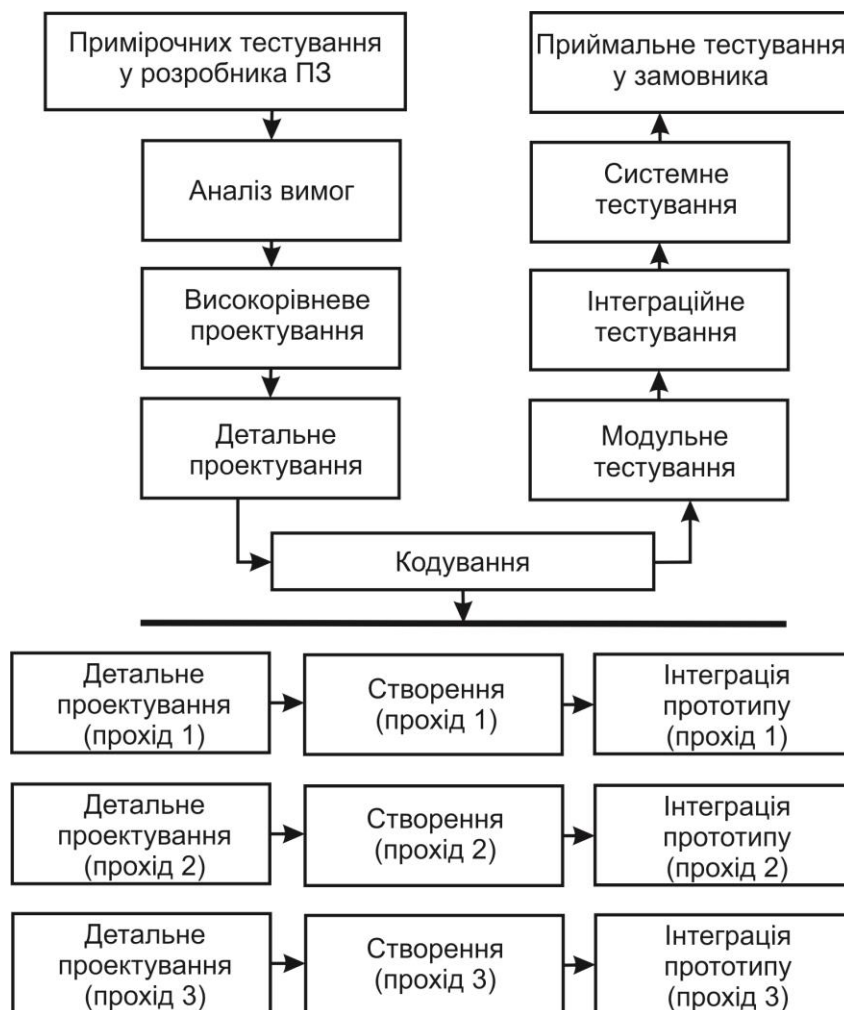 Примірочних тестування
у розробника ПЗ
Приймальне тестування
у замовника
Аналіз вимог
Системне
тестування
Високорівневе
проектування
Інтеграційне
тестування
Детальне
проектування
Модульне
тестування
Кодування
Детальне
проектування
(прохід 1)
Створення
(прохід 1)
Інтеграція
прототипу
(прохід 1)
Детальне
проектування
(прохід 2)
Створення
(прохід 2)
Інтеграція
прототипу
(прохід 2)
Детальне
проектування
(прохід 3)
Створення
(прохід 3)
Інтеграція
прототипу
(прохід 3)